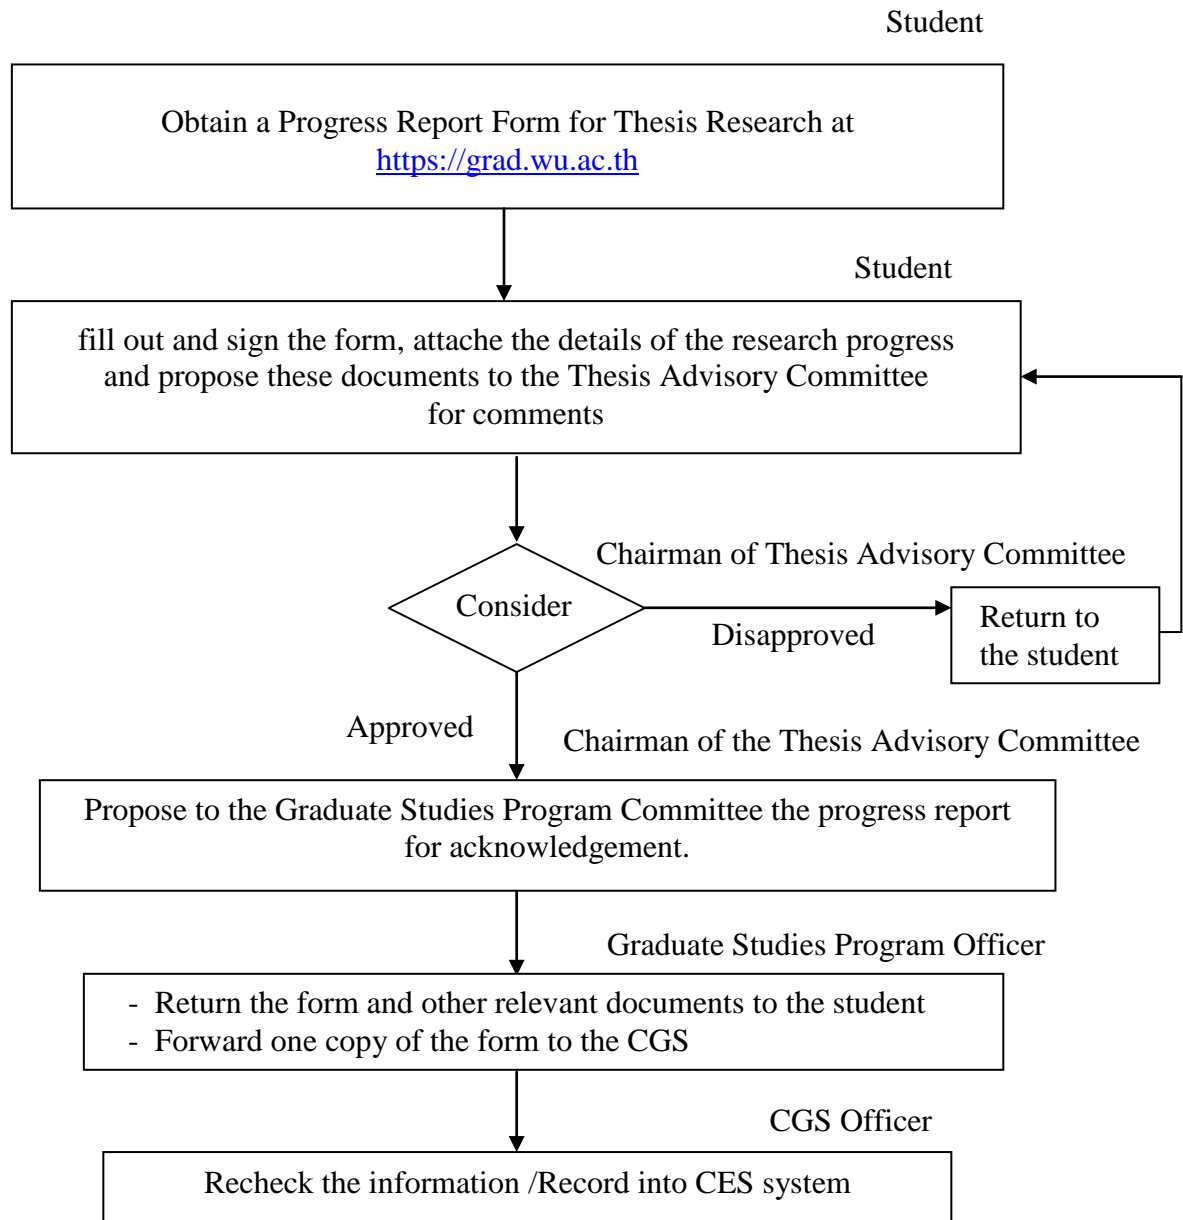 Student
Obtain a Progress Report Form for Thesis Research at
https://grad.wu.ac.th
Student
fill out and sign the form, attache the details of the research progress
and propose these documents to the Thesis Advisory Committee
for comments
Chairman of Thesis Advisory Committee
Consider
Disapproved
Return to
the student
Approved
Chairman of the Thesis Advisory Committee
Propose to the Graduate Studies Program Committee the progress report
for acknowledgement.
Graduate Studies Program Officer
- Return the form and other relevant documents to the student
- Forward one copy of the form to the CGS
CGS Officer
Recheck the information /Record into CES system